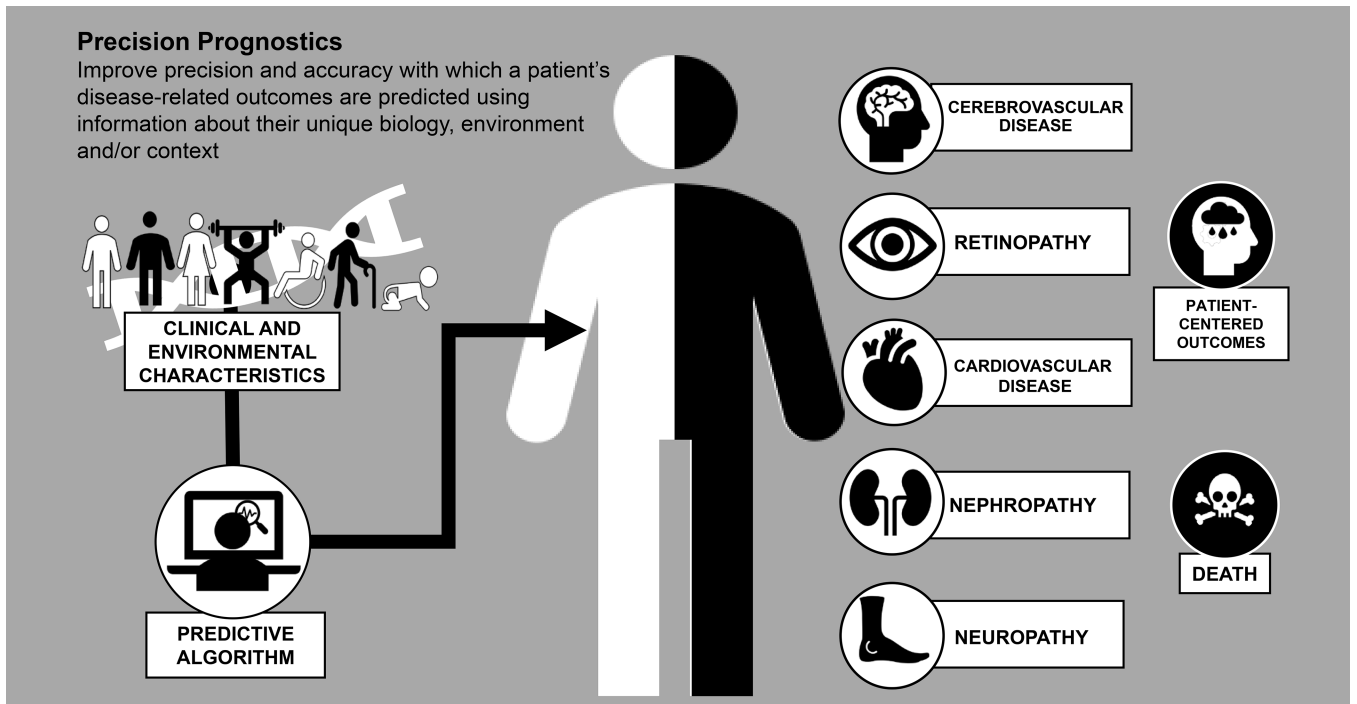 Precision Prognostics
Improve precision and accuracy with which a patient's
disease-related outcomes are predicted using
information about their unique biology, environment
and/or context
CLINICAL AND
ENVIRONMENTAL
CHARACTERISTICS
PREDICTIVE
ALGORITHM
CEREBROVASCULAR
DISEASE
RETINOPATHY
CARDIOVASCULAR
DISEASE
NEPHROPATHY
NEUROPATHY
PATIENT-
CENTERED
OUTCOMES
DEATH